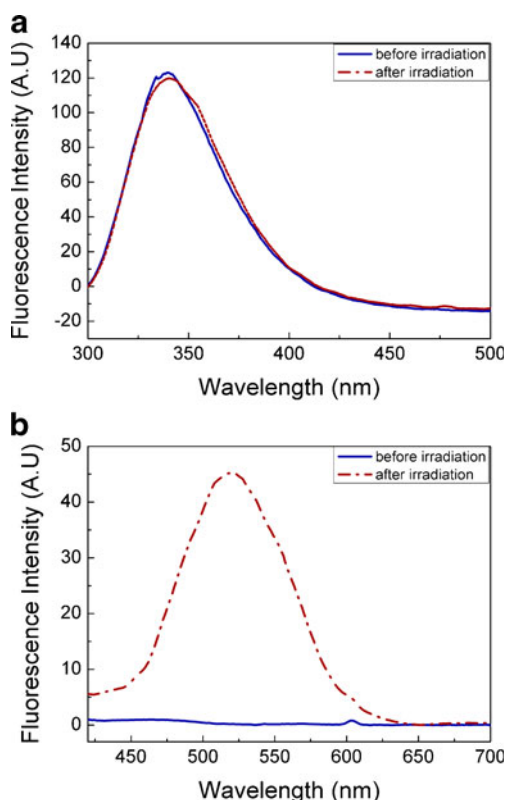 a
Fluorescence Intensity (A.U)
140
120
100
80
60
40
20
0
-20
before irradiation
after irradiation
300
350
400
450
500
Wavelength (nm)
b
Fluorescence Intensity (A.U)
50
40
30
20
10
0
before irradiation
after irradiation
450
500
550
600
650
700
Wavelength (nm)